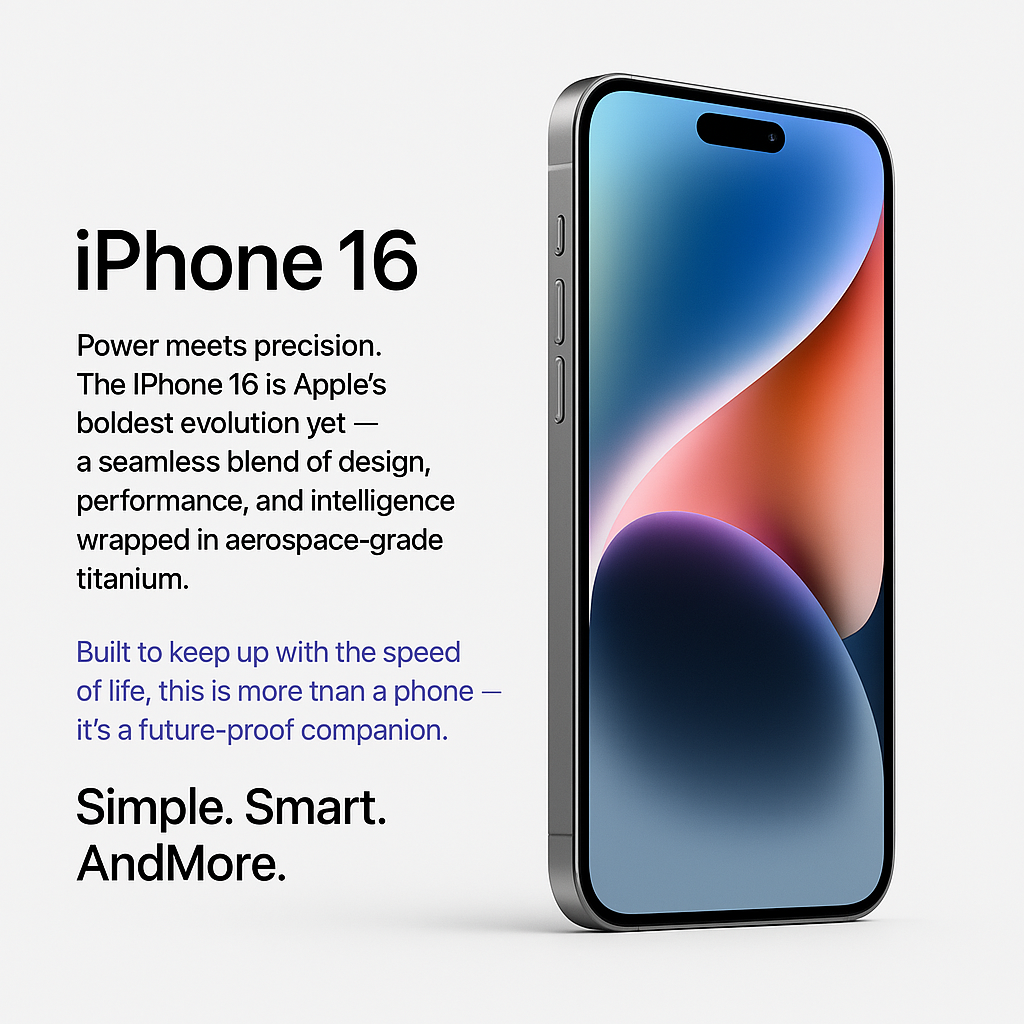 iPhone 16
Power meets precision.
The IPhone 16 is Apple’s
boldest evolution yet —
a seamless blend of design,
performance, and intelligence
wrapped in aerospace-grade
titanium.
Built to keep up with the speed
of life, this is more tnan a phone —
it’s a future-proof companion.
Simple. Smart.
AndMore.